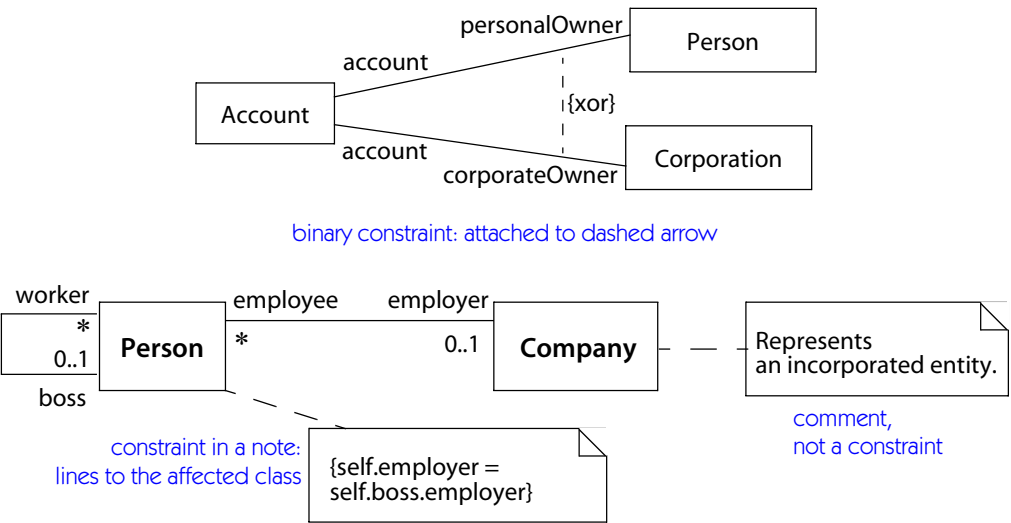 personalOwner
Person
account
Account
{xor}
account
corporateOwner
Corporation
binary constraint: attached to dashed arrow
worker
*
0..1
boss
Person
employee
*
employer
0..1
Company
Represents
an incorporated entity.
comment,
not a constraint
constraint in a note:
lines to the affected class
{self.employer =
self.boss.employer}